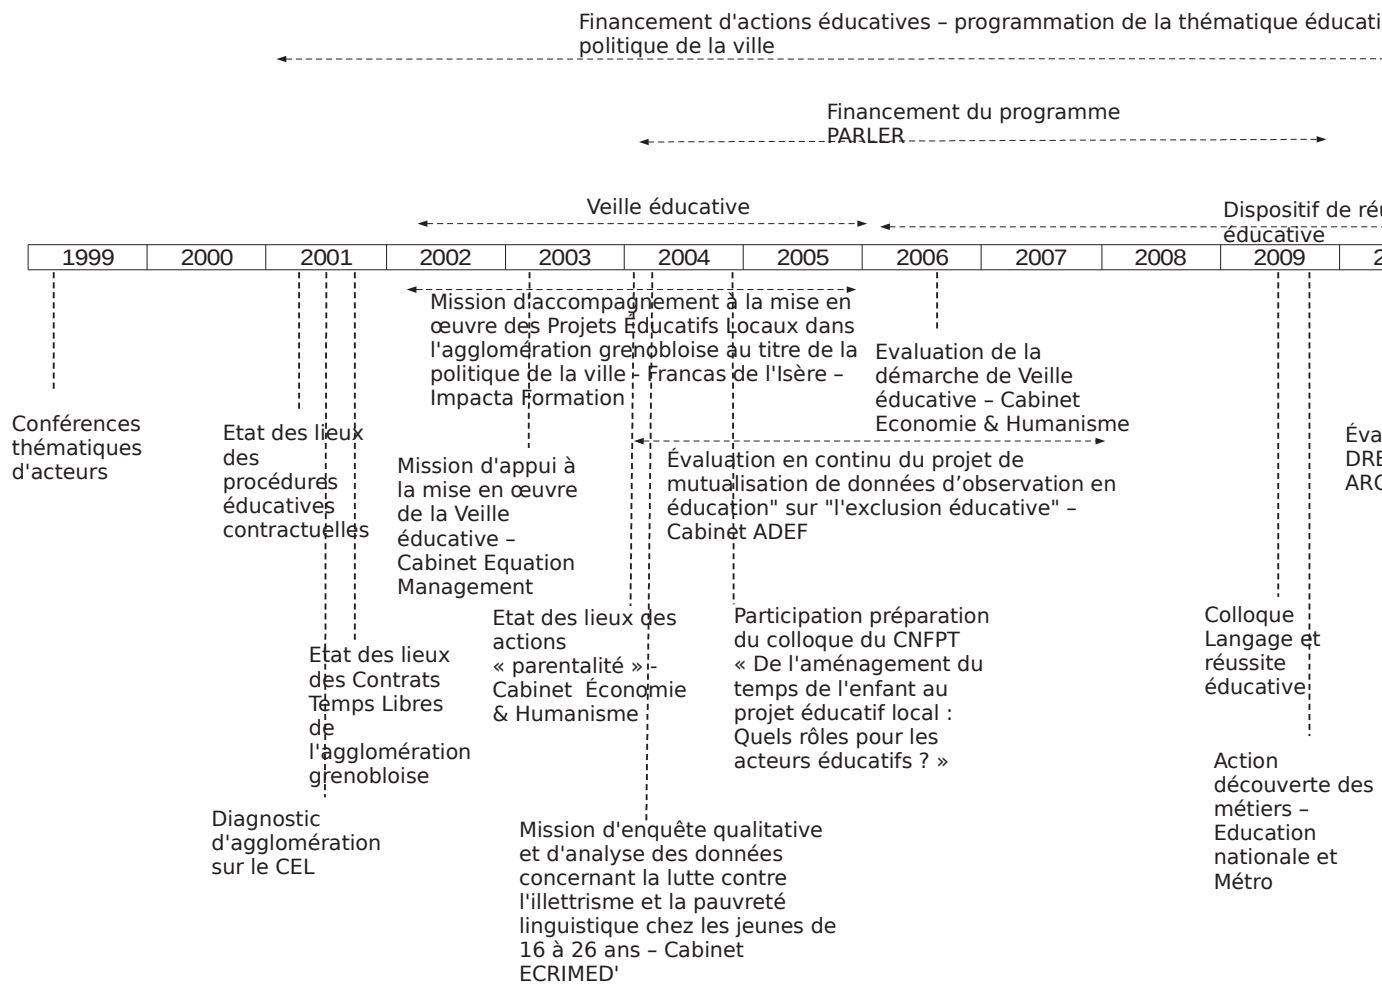 Financement d'actions éducatives – programmation de la thématique
politique de la ville
Financement du programme
PARLER
Veille éducative
Dispositif de
éducative
1999 2000 2001 2002 2003 2004 2005 2006 2007 2008 2009
Mission d'accompagnement à la mise en
œuvre des Projets Éducatifs Locaux dans
l'agglomération grenobloise au titre de la
politique de la ville - Francas de l'Isère –
Impacta Formation
Evaluation de la
démarche de Veille
éducative – Cabinet
Economie & Humanisme
Conférences
thématiques
d'acteurs
Etat des lieux
des
procédures
éducatives
contractuelles
Mission d'appui à
la mise en œuvre
de la Veille
éducative –
Cabinet Equation
Management
Évaluation en continu du projet de
mutualisation de données d’observation en
éducation" sur "l'exclusion éducative" –
Cabinet ADEF
Etat des lieux des
actions
« parentalité » -
Cabinet Économie
& Humanisme
Participation préparation
du colloque du CNFPT
« De l'aménagement du
temps de l'enfant au
projet éducatif local :
Quels rôles pour les
acteurs éducatifs ? »
Colloque
Langage et
réussite
éducative
Etat des lieux
des Contrats
Temps Libres
de
l'agglomération
grenobloise
Action
découverte des
métiers –
Education
nationale et
Métro
Diagnostic
d'agglomération
sur le CEL
Mission d'enquête qualitative
et d'analyse des données
concernant la lutte contre
l'illettrisme et la pauvreté
linguistique chez les jeunes de
16 à 26 ans – Cabinet
ECRIMED'